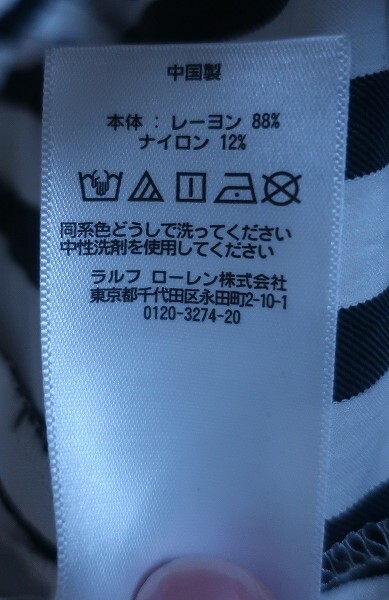 中国製
本体 : レーヨン 88%
ナイロン 12%
同系色どうしで洗ってください
中性洗剤を使用してください
ラルフ ローレン株式会社
東京都千代田区永田町2-10-1
0120-3274-20